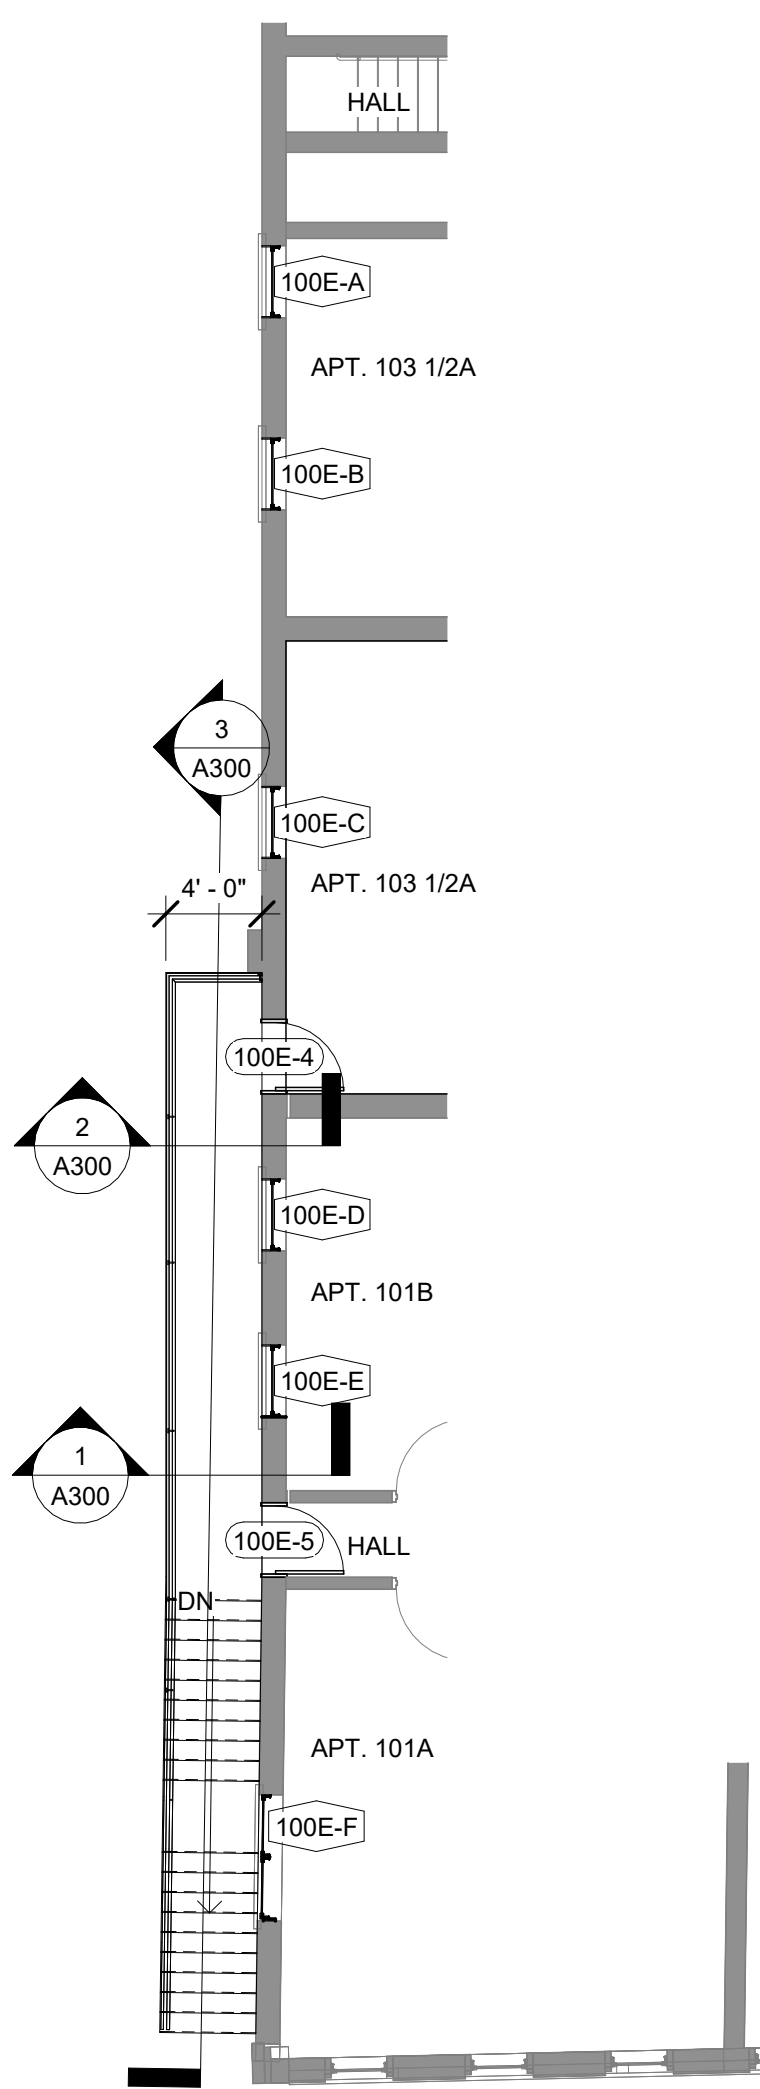 HALL
100E-A
APT. 103 1/2A
100E-B
3
A300
100E-C
APT. 103 1/2A
4' - 0"
100E-4
2
A300
100E-D
APT. 101B
100E-E
1
A300
100E-5
HALL
DN
APT. 101A
100E-F